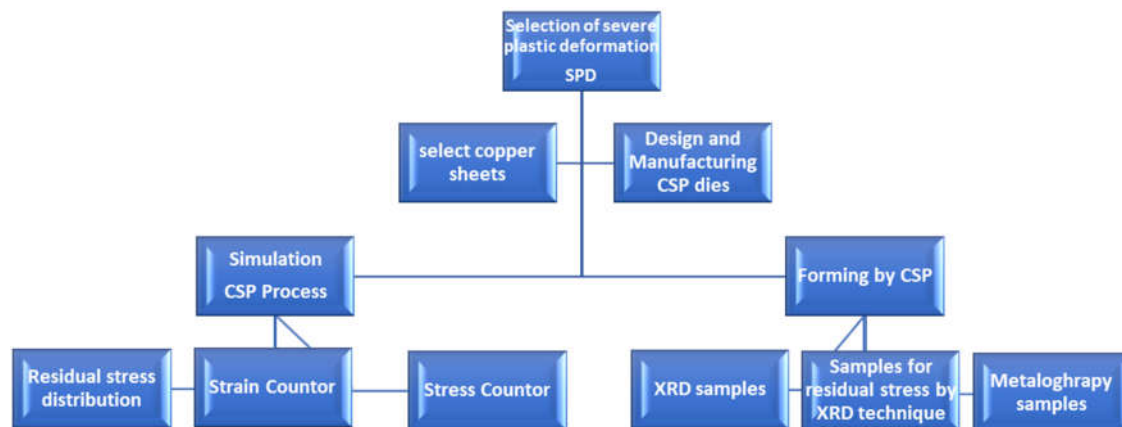 Selection of severe
plastic deformation
SPD
select copper
sheets
Design and
Manufacturing
CSP dies
Simulation
CSP Process
Forming by CSP
Residual stress
distribution
Strain Countor
Stress Countor
XRD samples
Samples for
residual stress by
XRD technique
Metaloghrapy
samples